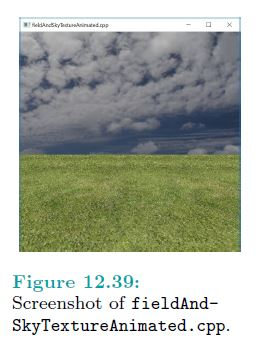 fieldAndSkyTextureAnimated.cpp
Figure 12.39:
Screenshot of fieldAnd-
SkyTextureAnimated.cpp.